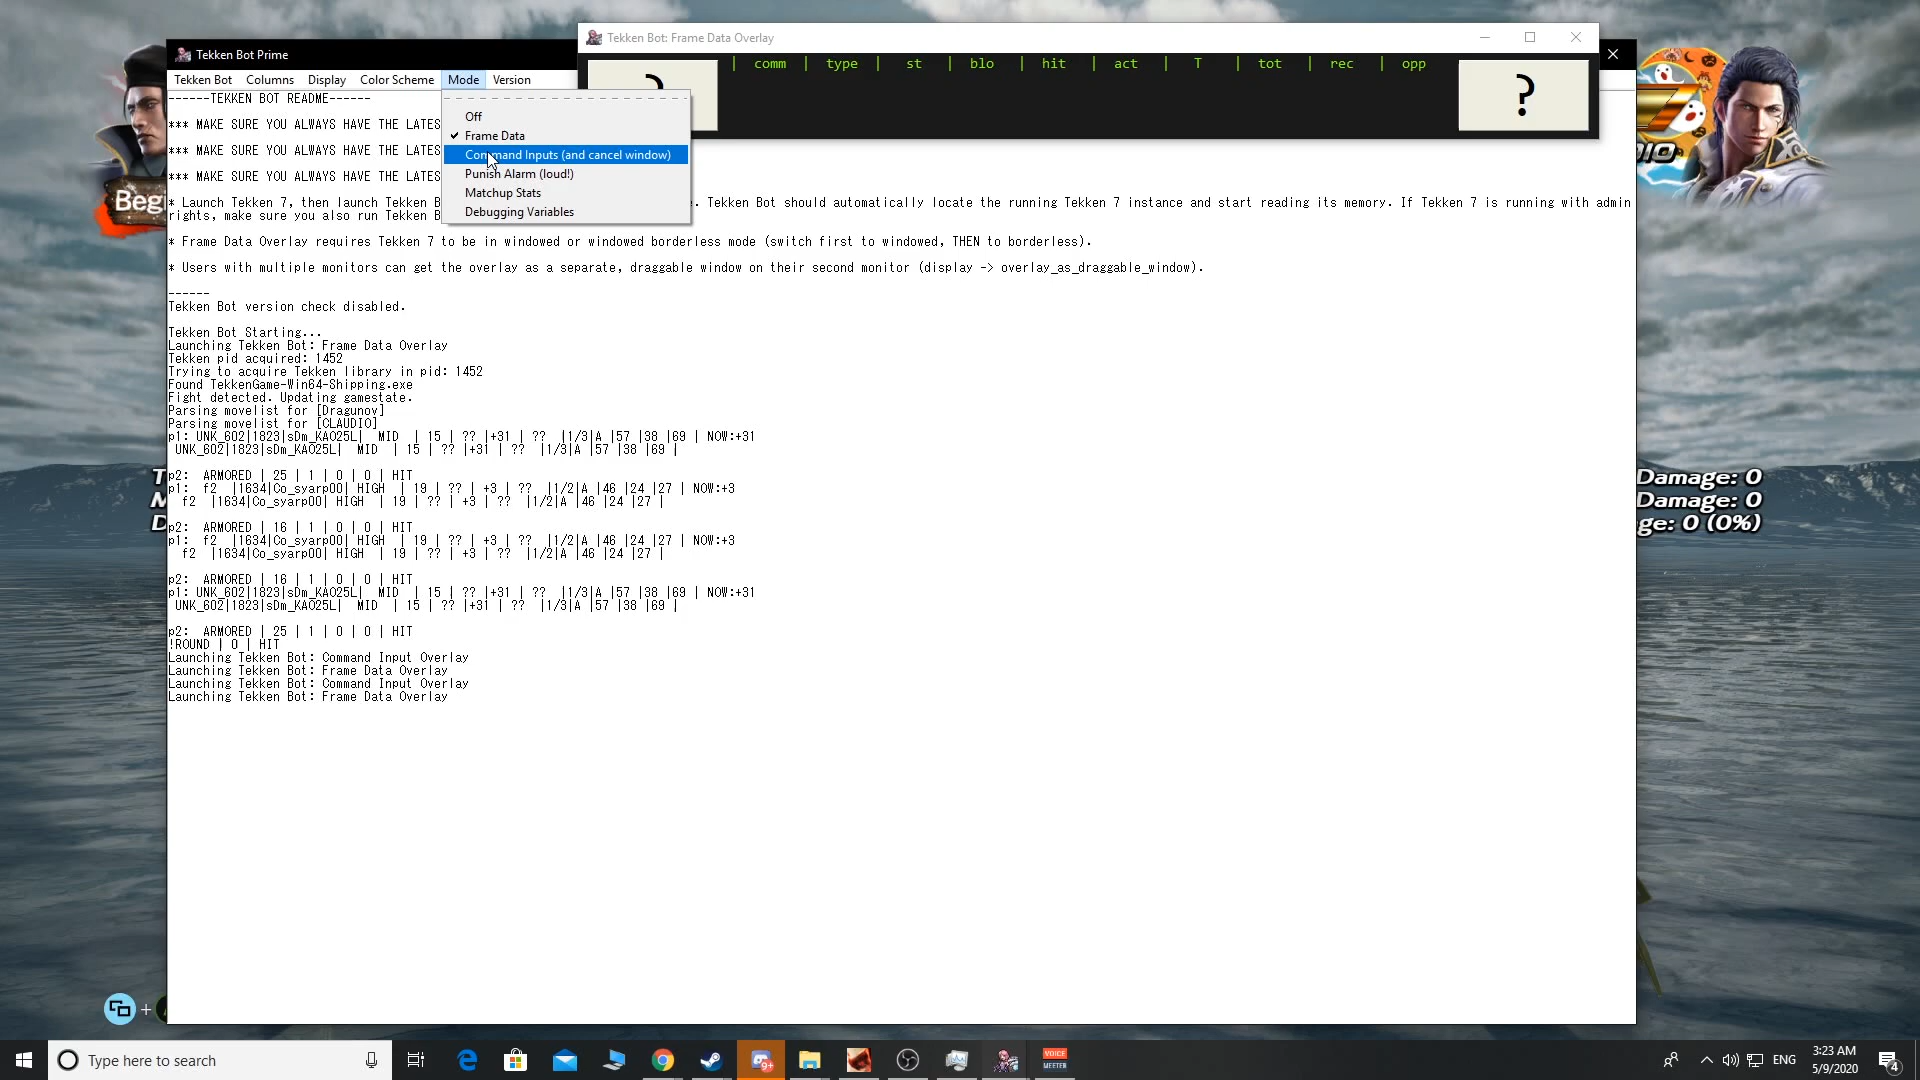 Tekken Bot: Frame Data Overlay
Tekken Bot Prime
Tekken Bot Columns Display Color Scheme Mode Version
| comm | type | st | blo | hit | act | T | tot | rec | opp
?
?
Off
Frame Data
Command Inputs (and cancel window)
Punish Alarm (loud!)
Matchup Stats
Debugging Variables
------TEKKEN BOT README------
*** MAKE SURE YOU ALWAYS HAVE THE LATES
*** MAKE SURE YOU ALWAYS HAVE THE LATES
*** MAKE SURE YOU ALWAYS HAVE THE LATES
* Launch Tekken 7, then launch Tekken B . Tekken Bot should automatically locate the running Tekken 7 instance and start reading its memory. If Tekken 7 is running with admin
rights, make sure you also run Tekken B
* Frame Data Overlay requires Tekken 7 to be in windowed or windowed borderless mode (switch first to windowed, THEN to borderless).
* Users with multiple monitors can get the overlay as a separate, draggable window on their second monitor (display -> overlay_as_draggable_window).
------
Tekken Bot version check disabled.
Tekken Bot Starting...
Launching Tekken Bot: Frame Data Overlay
Tekken pid acquired: 1452
Trying to acquire Tekken library in pid: 1452
Found TekkenGame-Win64-Shipping.exe
Fight detected. Updating gamestate.
Parsing movelist for [Dragunov]
Parsing movelist for [CLAUDIO]
p1: UNK_602|1823|sDm_KAO25L| MID | 15 | ?? |+31 | ?? |1/3|A |57 |38 |69 | NOW:+31
UNK_602|1823|sDm_KAO25L| MID | 15 | ?? |+31 | ?? |1/3|A |57 |38 |69 |
p2: ARMORED | 25 | 1 | 0 | 0 | HIT
p1: f2 |1634|Co_syarp00| HIGH | 19 | ?? | +3 | ?? |1/2|A |46 |24 |27 | NOW:+3
f2 |1634|Co_syarp00| HIGH | 19 | ?? | +3 | ?? |1/2|A |46 |24 |27 |
p2: ARMORED | 16 | 1 | 0 | 0 | HIT
p1: f2 |1634|Co_syarp00| HIGH | 19 | ?? | +3 | ?? |1/2|A |46 |24 |27 | NOW:+3
f2 |1634|Co_syarp00| HIGH | 19 | ?? | +3 | ?? |1/2|A |46 |24 |27 |
p2: ARMORED | 16 | 1 | 0 | 0 | HIT
p1: UNK_602|1823|sDm_KAO25L| MID | 15 | ?? |+31 | ?? |1/3|A |57 |38 |69 | NOW:+31
UNK_602|1823|sDm_KAO25L| MID | 15 | ?? |+31 | ?? |1/3|A |57 |38 |69 |
p2: ARMORED | 25 | 1 | 0 | 0 | HIT
!ROUND | 0 | HIT
Launching Tekken Bot: Command Input Overlay
Launching Tekken Bot: Frame Data Overlay
Launching Tekken Bot: Command Input Overlay
Launching Tekken Bot: Frame Data Overlay
Begi
7
DIO
T
M
D
Damage: 0
Damage: 0
ge: 0 (0%)
+
Type here to search
9+
VOICE
MEETER
ENG
3:23 AM
5/9/2020
4